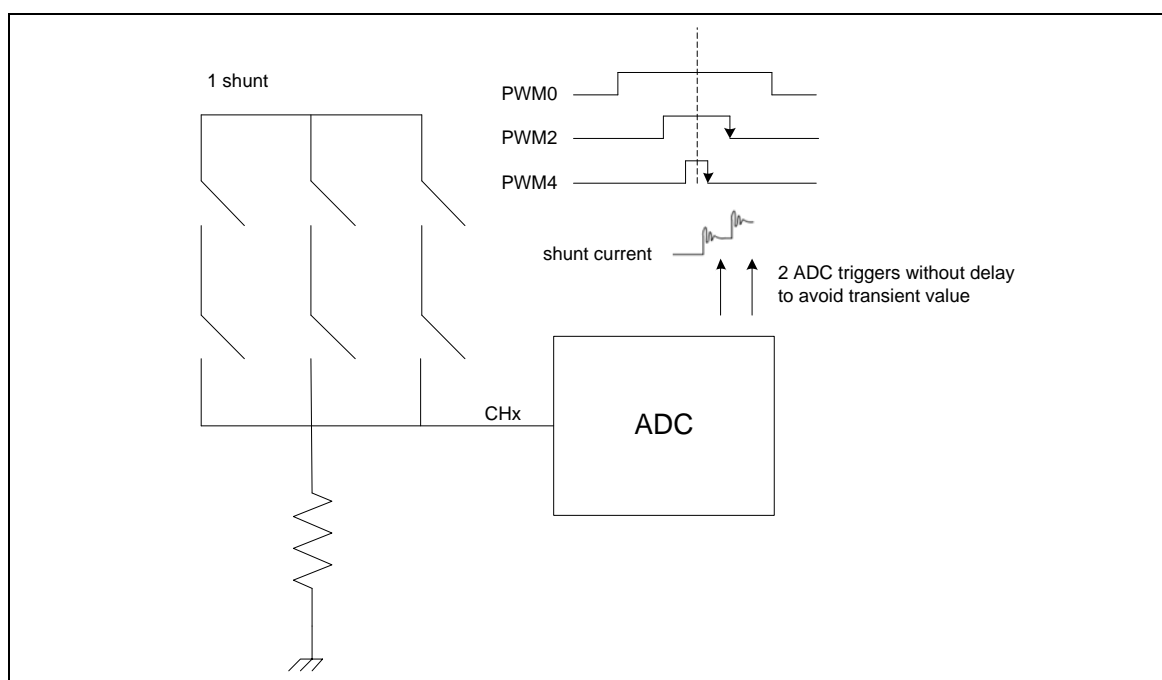 1 shunt
PWM0
PWM2
PWM4
shunt current
2 ADC triggers without delay
to avoid transient value
CHx
ADC